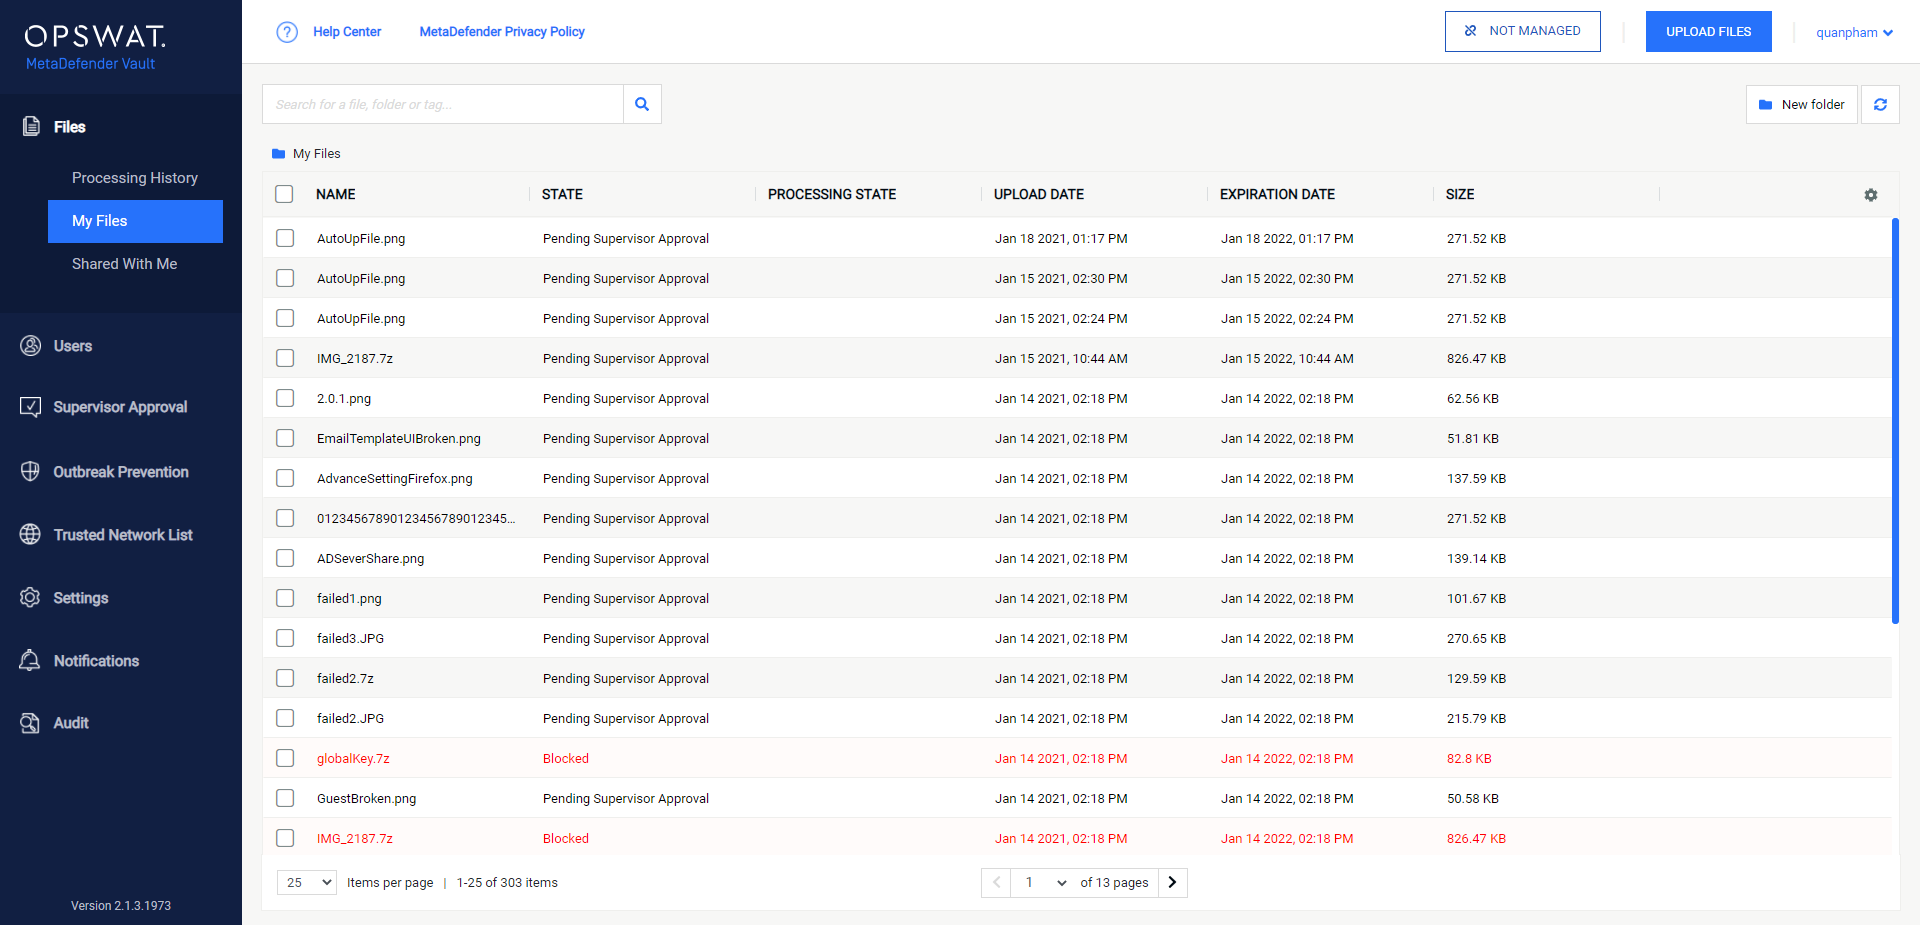 OPSWAT.
MetaDefender Vault
Help Center
MetaDefender Privacy Policy
NOT MANAGED
UPLOAD FILES
quanpham
Files
Processing History
My Files
Shared With Me
Users
Supervisor Approval
Outbreak Prevention
Trusted Network List
Settings
Notifications
Audit
Version 2.1.3.1973
Search for a file, folder or tag...
New folder
My Files
NAME STATE PROCESSING STATE UPLOAD DATE EXPIRATION DATE SIZE
AutoUpFile.png Pending Supervisor Approval Jan 18 2021, 01:17 PM Jan 18 2022, 01:17 PM 271.52 KB
AutoUpFile.png Pending Supervisor Approval Jan 15 2021, 02:30 PM Jan 15 2022, 02:30 PM 271.52 KB
AutoUpFile.png Pending Supervisor Approval Jan 15 2021, 02:24 PM Jan 15 2022, 02:24 PM 271.52 KB
IMG_2187.7z Pending Supervisor Approval Jan 15 2021, 10:44 AM Jan 15 2022, 10:44 AM 826.47 KB
2.0.1.png Pending Supervisor Approval Jan 14 2021, 02:18 PM Jan 14 2022, 02:18 PM 62.56 KB
EmailTemplateUIBroken.png Pending Supervisor Approval Jan 14 2021, 02:18 PM Jan 14 2022, 02:18 PM 51.81 KB
AdvanceSettingFirefox.png Pending Supervisor Approval Jan 14 2021, 02:18 PM Jan 14 2022, 02:18 PM 137.59 KB
01234567890123456789012345... Pending Supervisor Approval Jan 14 2021, 02:18 PM Jan 14 2022, 02:18 PM 271.52 KB
ADSeverShare.png Pending Supervisor Approval Jan 14 2021, 02:18 PM Jan 14 2022, 02:18 PM 139.14 KB
failed1.png Pending Supervisor Approval Jan 14 2021, 02:18 PM Jan 14 2022, 02:18 PM 101.67 KB
failed3.JPG Pending Supervisor Approval Jan 14 2021, 02:18 PM Jan 14 2022, 02:18 PM 270.65 KB
failed2.7z Pending Supervisor Approval Jan 14 2021, 02:18 PM Jan 14 2022, 02:18 PM 129.59 KB
failed2.JPG Pending Supervisor Approval Jan 14 2021, 02:18 PM Jan 14 2022, 02:18 PM 215.79 KB
globalKey.7z Blocked Jan 14 2021, 02:18 PM Jan 14 2022, 02:18 PM 82.8 KB
GuestBroken.png Pending Supervisor Approval Jan 14 2021, 02:18 PM Jan 14 2022, 02:18 PM 50.58 KB
IMG_2187.7z Blocked Jan 14 2021, 02:18 PM Jan 14 2022, 02:18 PM 826.47 KB
25 Items per page | 1-25 of 303 items 1 of 13 pages